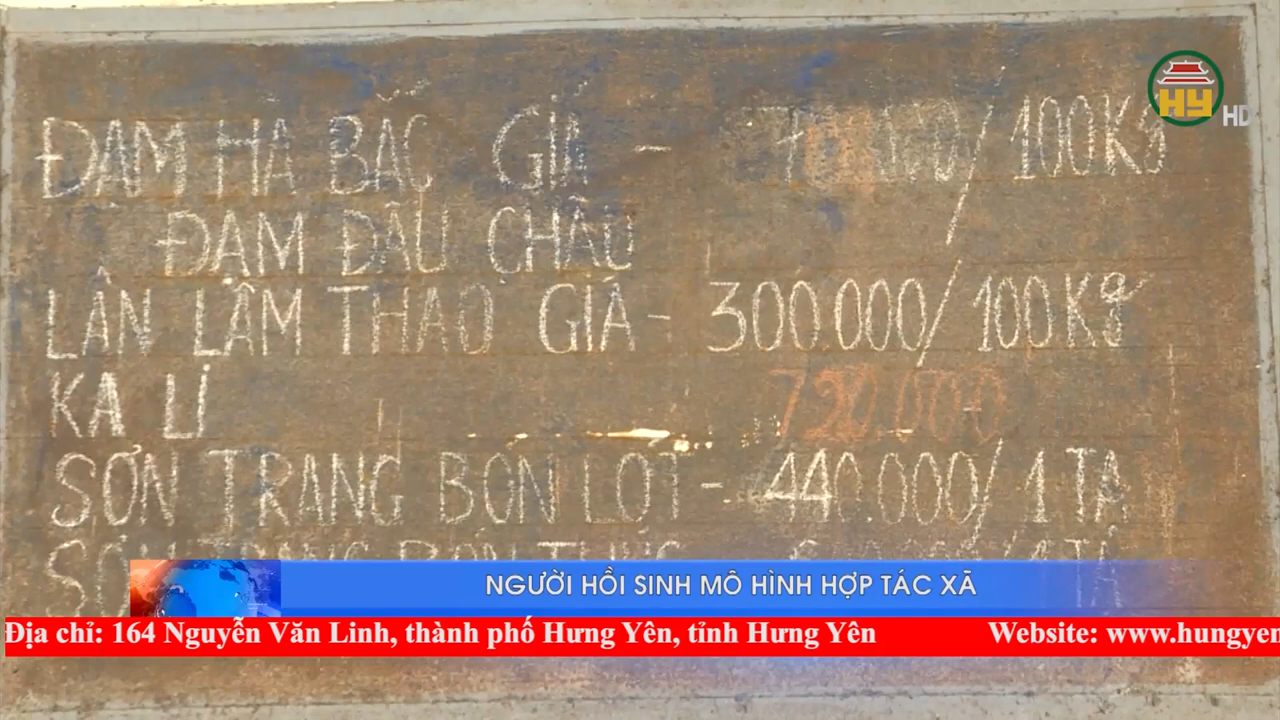 ĐẠM HÀ BẮC GIÁ - /100Kg
ĐẠM ĐẦU CHÂU
LÂN LÂM THAO GIÁ - 300.000/100Kg
KA LÍ 720.000
SƠN TRANG BÓN LÓT - 440.000/1 TẠ
HY HD
NGƯỜI HỒI SINH MÔ HÌNH HỢP TÁC XÃ
Địa chỉ: 164 Nguyễn Văn Linh, thành phố Hưng Yên, tỉnh Hưng Yên Website: www.hungyen